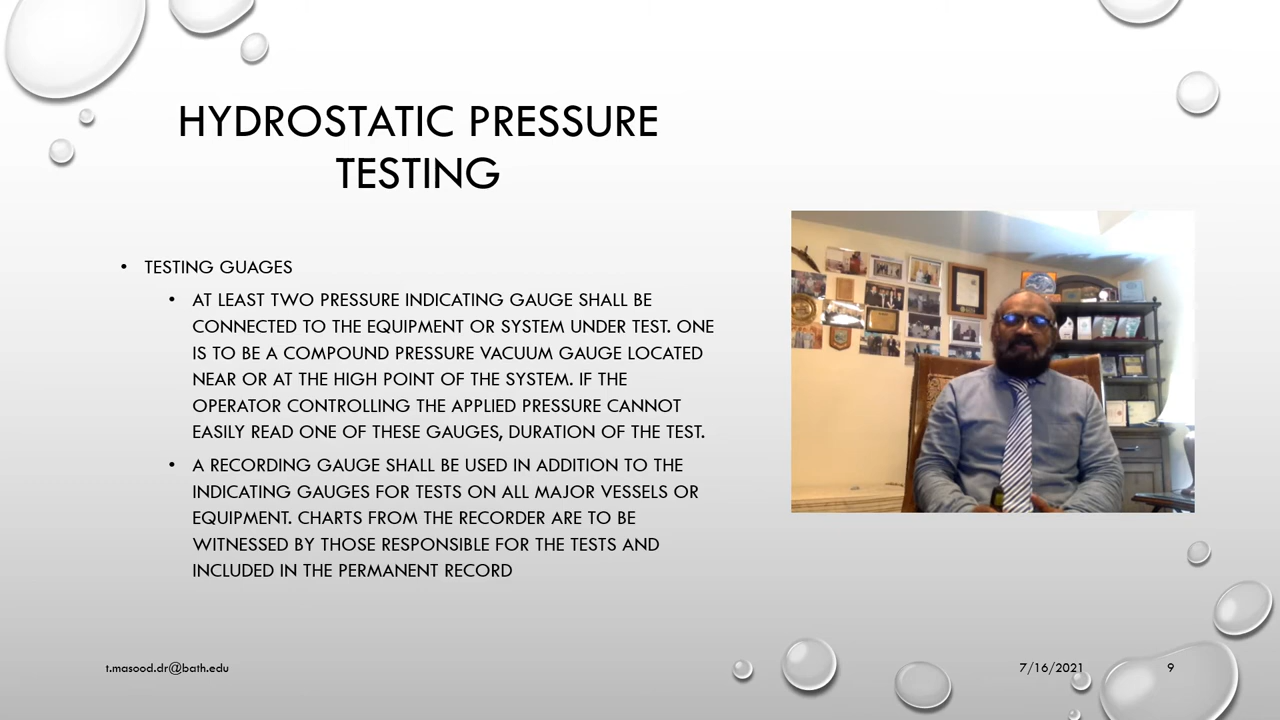 HYDROSTATIC PRESSURE
TESTING
• TESTING GUAGES
• AT LEAST TWO PRESSURE INDICATING GAUGE SHALL BE
CONNECTED TO THE EQUIPMENT OR SYSTEM UNDER TEST. ONE
IS TO BE A COMPOUND PRESSURE VACUUM GAUGE LOCATED
NEAR OR AT THE HIGH POINT OF THE SYSTEM. IF THE
OPERATOR CONTROLLING THE APPLIED PRESSURE CANNOT
EASILY READ ONE OF THESE GAUGES, DURATION OF THE TEST.
• A RECORDING GAUGE SHALL BE USED IN ADDITION TO THE
INDICATING GAUGES FOR TESTS ON ALL MAJOR VESSELS OR
EQUIPMENT. CHARTS FROM THE RECORDER ARE TO BE
WITNESSED BY THOSE RESPONSIBLE FOR THE TESTS AND
INCLUDED IN THE PERMANENT RECORD
t.masood.dr@bath.edu
7/16/2021
9